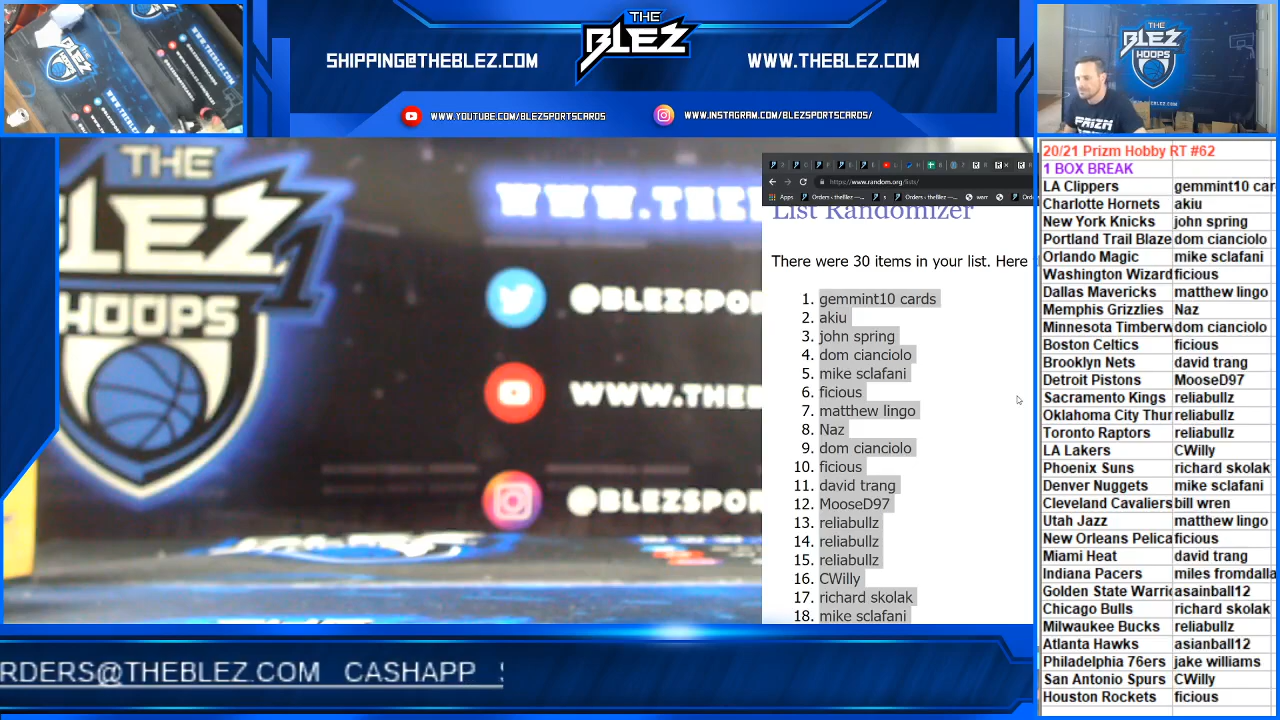 THE
BLEZ
SHIPPING@THEBLEZ.COM
WWW.THEBLEZ.COM
WWW.YOUTUBE.COM/BLEZSPORTSCARDS
WWW.INSTAGRAM.COM/BLEZSPORTSCARDS/
THE
BLEZ
HOOPS
PRIZM
THE
BLEZ
HOOPS
WWW.
@BLEZSPO
WWW.THE
@BLEZSPO
https://www.random.org/lists/
Apps
Orders ‹ theBlez —...
Orders ‹ theBlez —...
List Randomizer
There were 30 items in your list. Here
1. gemmint10 cards
2. akiu
3. john spring
4. dom cianciolo
5. mike sclafani
6. ficious
7. matthew lingo
8. Naz
9. dom cianciolo
10. ficious
11. david trang
12. MooseD97
13. reliabullz
14. reliabullz
15. reliabullz
16. CWilly
17. richard skolak
18. mike sclafani
20/21 Prizm Hobby RT #62
1 BOX BREAK
LA Clippers gemmint10 car
Charlotte Hornets akiu
New York Knicks john spring
Portland Trail Blaze dom cianciolo
Orlando Magic mike sclafani
Washington Wizard ficious
Dallas Mavericks matthew lingo
Memphis Grizzlies Naz
Minnesota Timberw dom cianciolo
Boston Celtics ficious
Brooklyn Nets david trang
Detroit Pistons MooseD97
Sacramento Kings reliabullz
Oklahoma City Thur reliabullz
Toronto Raptors reliabullz
LA Lakers CWilly
Phoenix Suns richard skolak
Denver Nuggets mike sclafani
Cleveland Cavaliers bill wren
Utah Jazz matthew lingo
New Orleans Pelica ficious
Miami Heat david trang
Indiana Pacers miles fromdalla
Golden State Warri asainball12
Chicago Bulls richard skolak
Milwaukee Bucks reliabullz
Atlanta Hawks asianball12
Philadelphia 76ers jake williams
San Antonio Spurs CWilly
Houston Rockets ficious
RDERS@THEBLEZ.COM CASHAPP